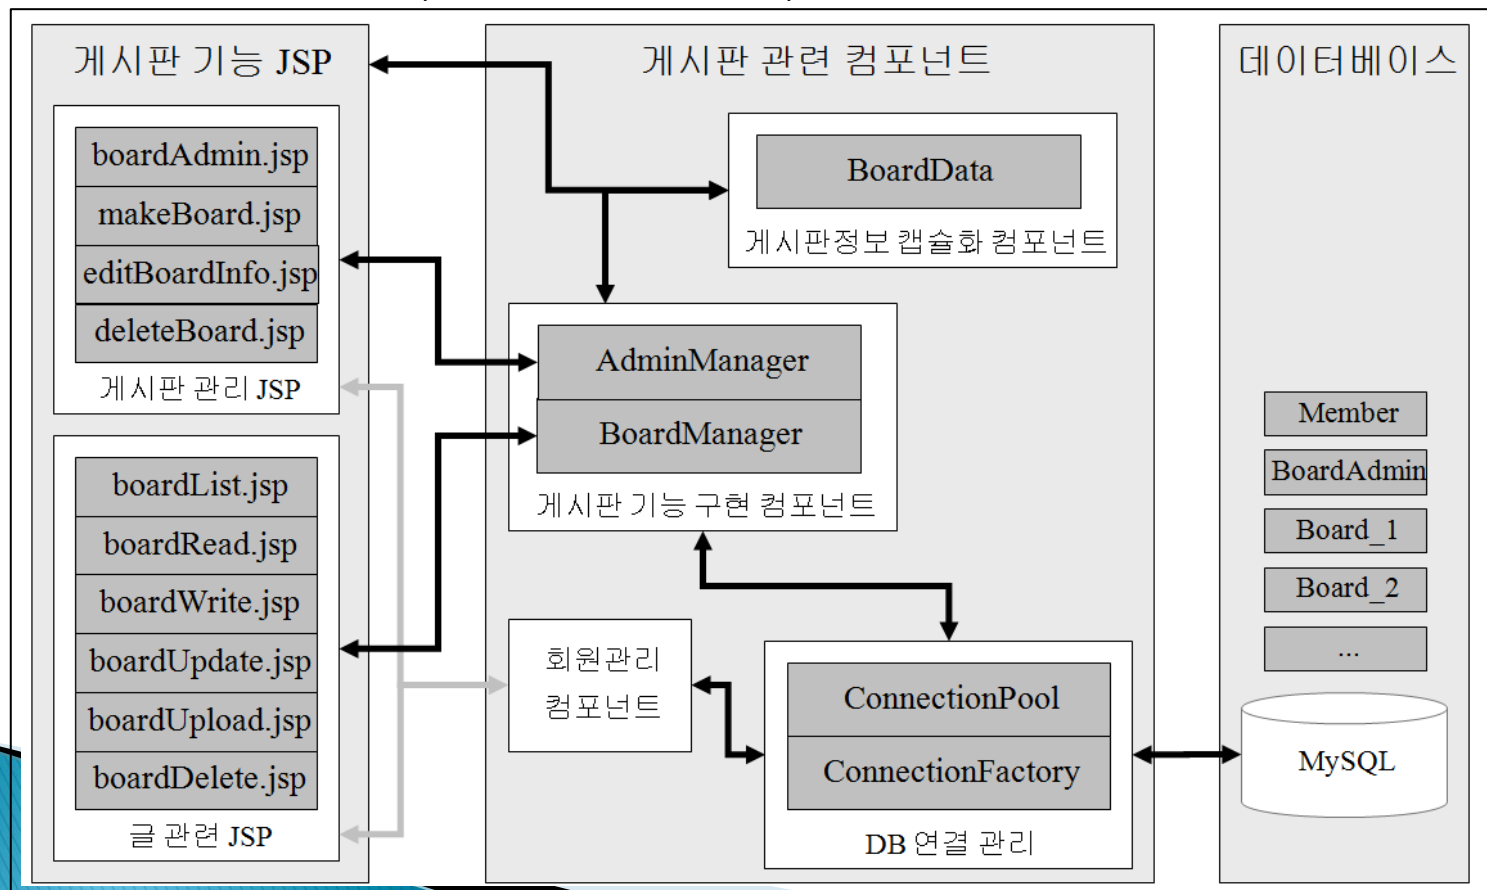 게시판 기능 JSP
boardAdmin.jsp
makeBoard.jsp
editBoardInfo.jsp
deleteBoard.jsp
게시판 관리 JSP
boardList.jsp
boardRead.jsp
boardWrite.jsp
boardUpdate.jsp
boardUpload.jsp
boardDelete.jsp
글 관련 JSP
게시판 관련 컴포넌트
BoardData
게시판정보 캡슐화 컴포넌트
AdminManager
BoardManager
게시판 기능 구현 컴포넌트
회원관리
컴포넌트
ConnectionPool
ConnectionFactory
DB 연결 관리
데이터베이스
Member
BoardAdmin
Board_1
Board_2
...
MySQL